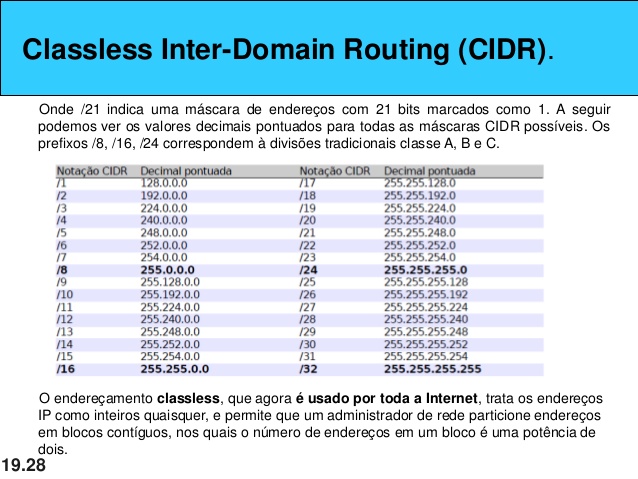 Classless Inter-Domain Routing (CIDR).
Onde /21 indica uma máscara de endereços com 21 bits marcados como 1. A seguir
podemos ver os valores decimais pontuados para todas as máscaras CIDR possíveis. Os
prefixos /8, /16, /24 correspondem à divisões tradicionais classe A, B e C.
Notação CIDR Decimal pontuada Notação CIDR Decimal pontuada
/1 128.0.0.0 /17 255.255.128.0
/2 192.0.0.0 /18 255.255.192.0
/3 224.0.0.0 /19 255.255.224.0
/4 240.0.0.0 /20 255.255.240.0
/5 248.0.0.0 /21 255.255.248.0
/6 252.0.0.0 /22 255.255.252.0
/7 254.0.0.0 /23 255.255.254.0
/8 255.0.0.0 /24 255.255.255.0
/9 255.128.0.0 /25 255.255.255.128
/10 255.192.0.0 /26 255.255.255.192
/11 255.224.0.0 /27 255.255.255.224
/12 255.240.0.0 /28 255.255.255.240
/13 255.248.0.0 /29 255.255.255.248
/14 255.252.0.0 /30 255.255.255.252
/15 255.254.0.0 /31 255.255.255.254
/16 255.255.0.0 /32 255.255.255.255
O endereçamento classless, que agora é usado por toda a Internet, trata os endereços
IP como inteiros quaisquer, e permite que um administrador de rede particione endereços
em blocos contíguos, nos quais o número de endereços em um bloco é uma potência de
dois.
19.28